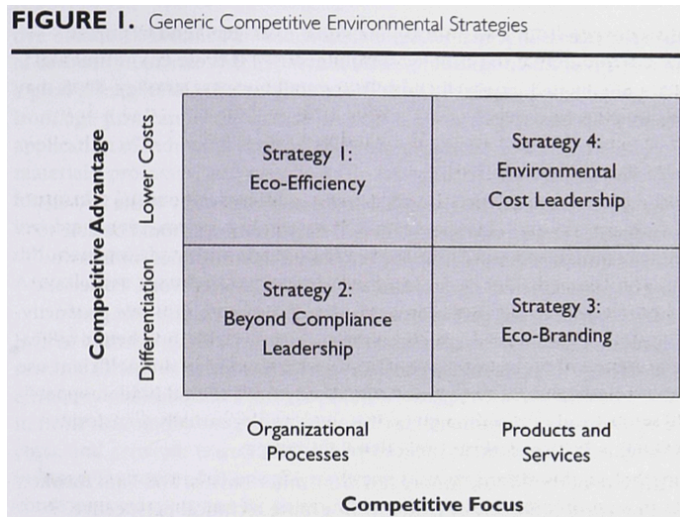 FIGURE 1. Generic Competitive Environmental Strategies
Competitive Advantage
Lower Costs
Differentiation
Strategy 1:
Eco-Efficiency
Strategy 4:
Environmental
Cost Leadership
Strategy 2:
Beyond Compliance
Leadership
Strategy 3:
Eco-Branding
Organizational
Processes
Products and
Services
Competitive Focus